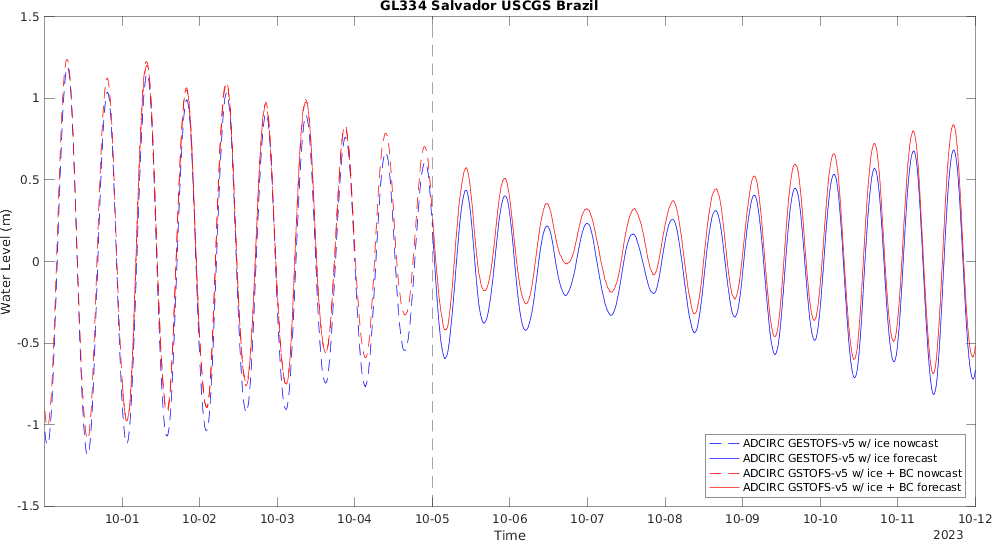 GL334 Salvador USCGS Brazil
1.5
1
0.5
0
-0.5
-1
-1.5
Water Level (m)
ADCIRC GESTOFS-v5 w/ ice nowcast
ADCIRC GESTOFS-v5 w/ ice forecast
ADCIRC GSTOFS-v5 w/ ice + BC nowcast
ADCIRC GSTOFS-v5 w/ ice + BC forecast
10-01 10-02 10-03 10-04 10-05 10-06 10-07 10-08 10-09 10-10 10-11 10-12
Time
2023